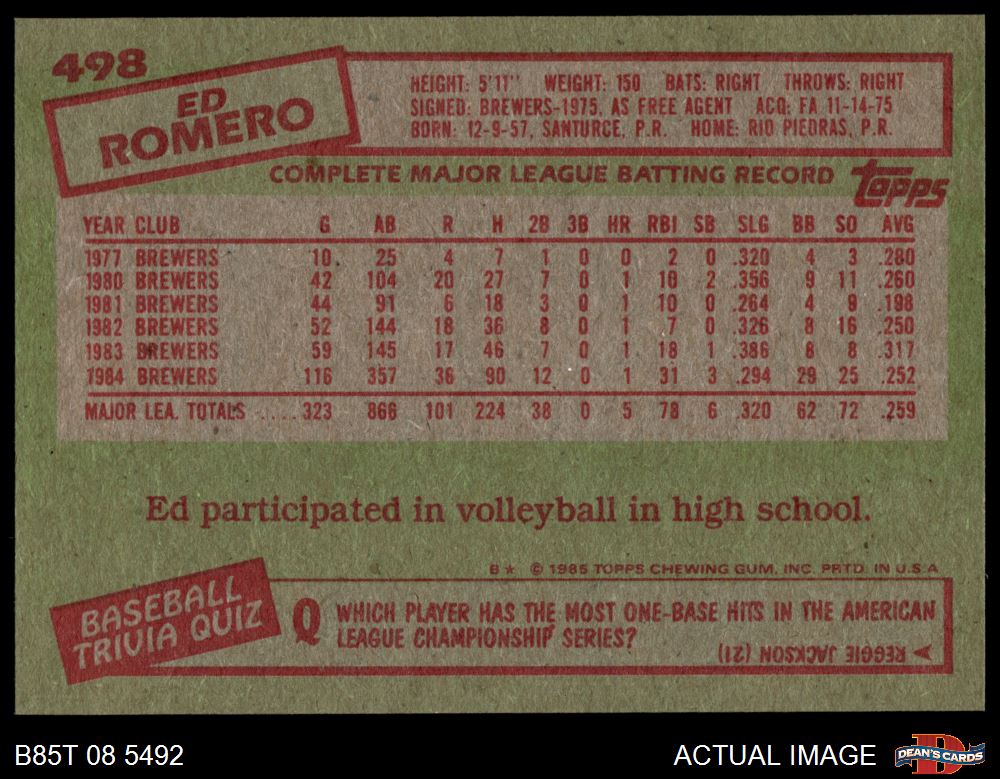 498
ED
ROMERO
HEIGHT: 5'11" WEIGHT: 150 BATS: RIGHT THROWS: RIGHT
SIGNED: BREWERS-1975, AS FREE AGENT ACQ: FA 11-14-75
BORN: 12-9-57, SANTURCE, P.R. HOME: RIO PIEDRAS, P.R.
COMPLETE MAJOR LEAGUE BATTING RECORD topps
YEAR CLUB G AB R H 2B 3B HR RBI SB SLG BB SO AVG
1977 BREWERS 10 25 4 7 1 0 0 2 0 .320 4 3 .280
1980 BREWERS 42 104 20 27 7 0 1 10 2 .356 9 11 .260
1981 BREWERS 44 91 6 18 3 0 1 10 0 .264 4 9 .198
1982 BREWERS 52 144 18 36 8 0 1 7 0 .326 8 16 .250
1983 BREWERS 59 145 17 46 7 0 1 18 1 .386 8 8 .317
1984 BREWERS 116 357 36 90 12 0 1 31 3 .294 29 25 .252
MAJOR LEA. TOTALS ..... 323 866 101 224 38 0 5 78 6 .320 62 72 .259
Ed participated in volleyball in high school.
B★ © 1985 TOPPS CHEWING GUM, INC. PRTD. IN U.S.A
BASEBALL
TRIVIA QUIZ
Q WHICH PLAYER HAS THE MOST ONE-BASE HITS IN THE AMERICAN
LEAGUE CHAMPIONSHIP SERIES?
REGGIE JACKSON (21)
B85T 08 5492 ACTUAL IMAGE DEAN'S CARDS